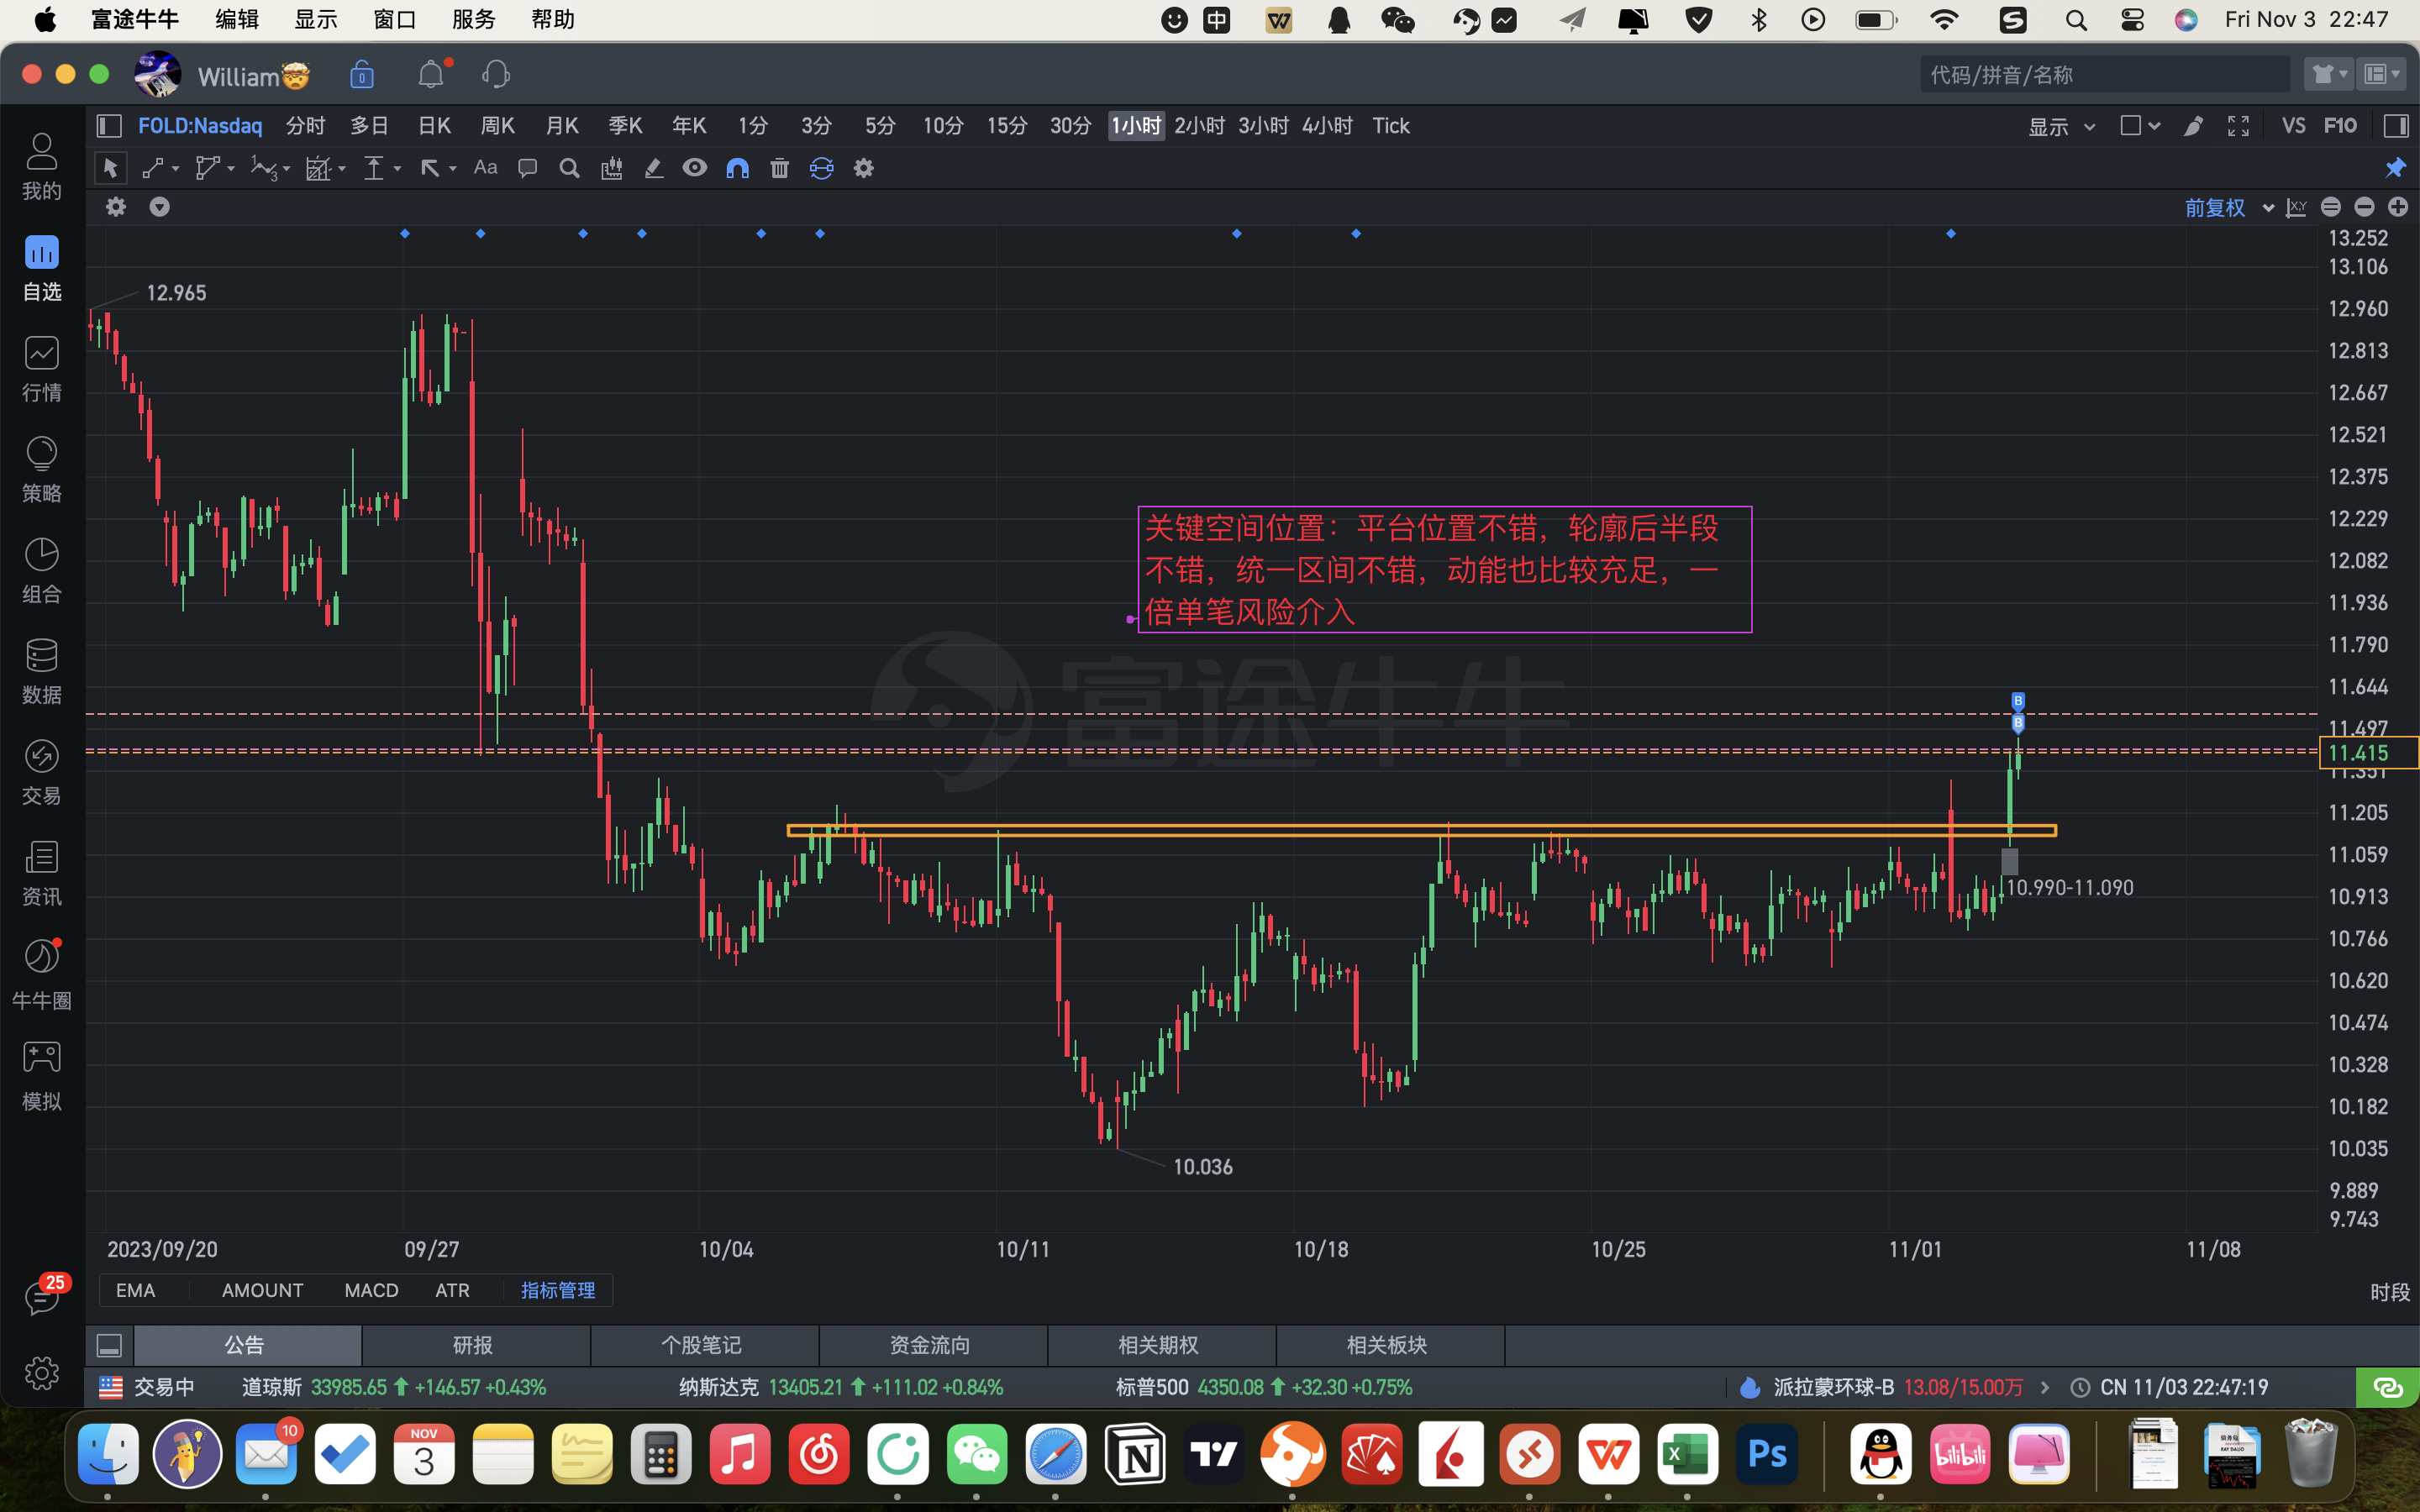 富途牛牛 编辑 显示 窗口 服务 帮助 中 Fri Nov 3 22:47
William 代码/拼音/名称
FOLD:Nasdaq 分时 多日 日K 周K 月K 季K 年K 1分 3分 5分 10分 15分 30分 1小时 2小时 3小时 4小时 Tick 显示 VS F10
Aa
前复权 X,Y
我的
自选
行情
策略
组合
数据
交易
资讯
牛牛圈
模拟
25
13.252
13.106
12.960
12.813
12.667
12.521
12.375
12.229
12.082
11.936
11.790
11.644
11.497
11.415
11.351
11.205
11.059
10.913
10.766
10.620
10.474
10.328
10.182
10.035
9.889
9.743
12.965
关键空间位置：平台位置不错，轮廓后半段
不错，统一区间不错，动能也比较充足，一
倍单笔风险介入
富途牛牛
B
B
10.990-11.090
10.036
2023/09/20 09/27 10/04 10/11 10/18 10/25 11/01 11/08
EMA AMOUNT MACD ATR 指标管理 时段
公告 研报 个股笔记 资金流向 相关期权 相关板块
交易中 道琼斯 33985.65 +146.57 +0.43% 纳斯达克 13405.21 +111.02 +0.84% 标普500 4350.08 +32.30 +0.75% 派拉蒙环球-B 13.08/15.00万 CN 11/03 22:47:19
10 NOV 3 Ps bilibili